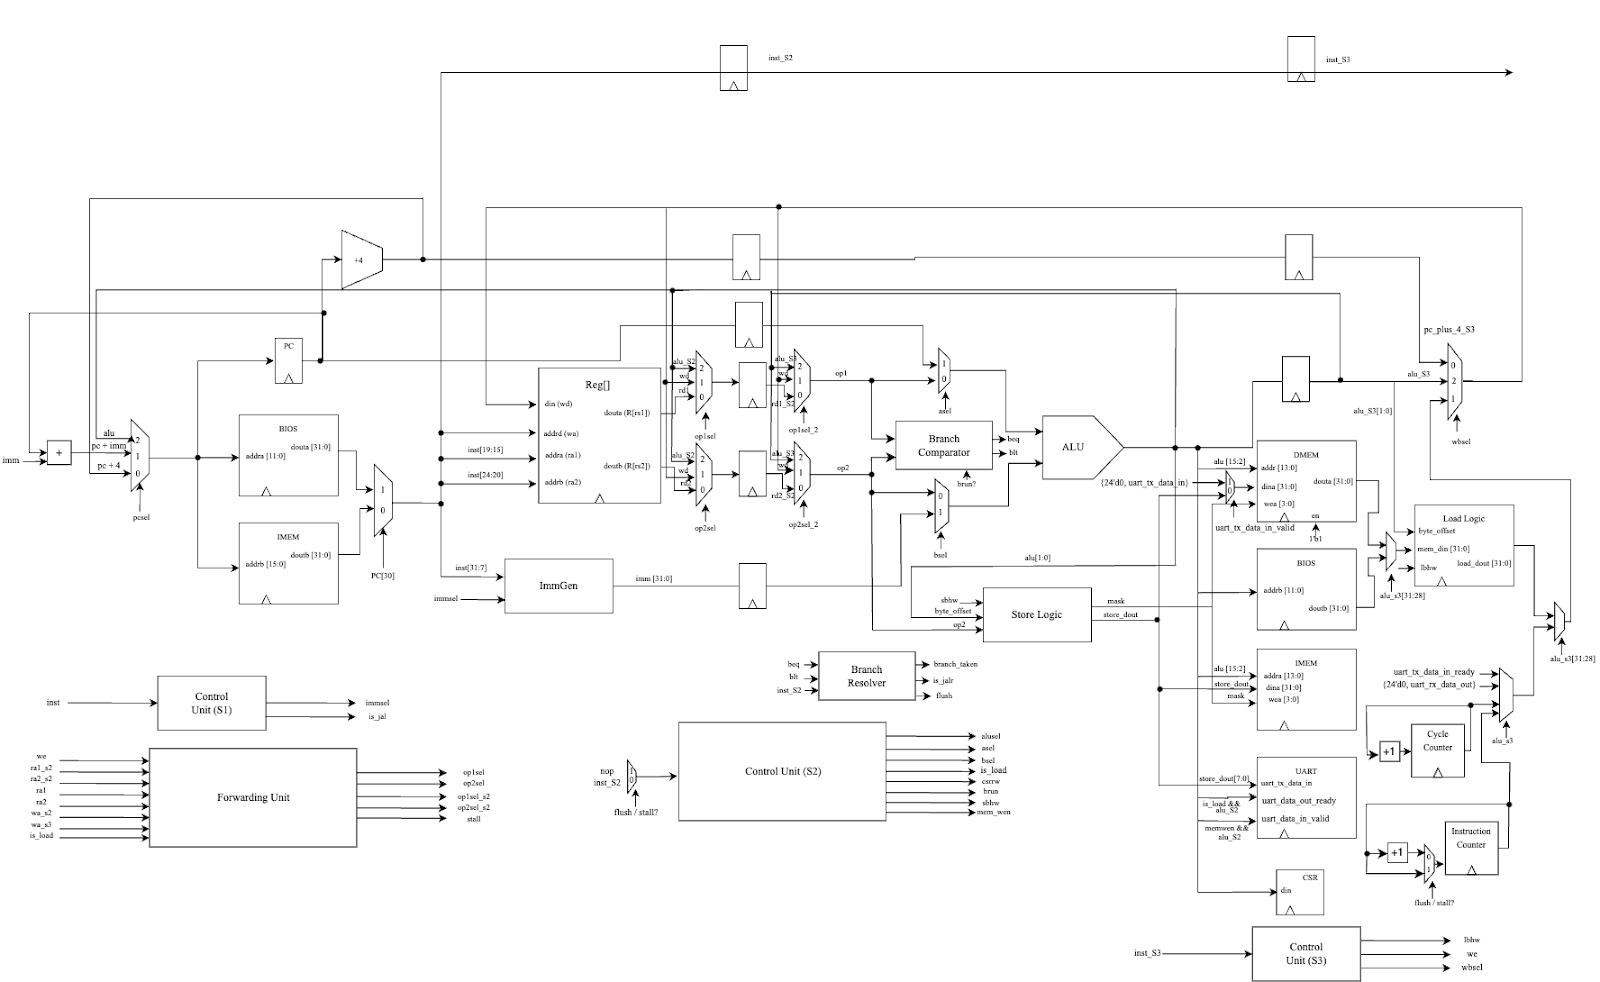 inst_S2
inst_S3
+4
pc_plus_4_S3
PC
alu_S2
2
wd
1
rd1
0
op1sel
alu_S3
2
wd
1
rd1_S2
0
op1sel_2
op1
1
0
asel
alu_S3
alu_S3[1:0]
0
2
1
wbsel
Reg[]
din (wd)
douta (R[rs1])
addrd (wa)
inst[19:15]
addra (ra1)
inst[24:20]
addrb (ra2)
doutb (R[rs2])
alu_S2
2
wd
1
rd2
0
op2sel
alu_S3
2
wd
1
rd2_S2
0
op2sel_2
op2
Branch
Comparator
beq
blt
brun?
0
1
bsel
ALU
imm
+
alu
pc + imm
pc + 4
2
1
0
pcsel
BIOS
douta [31:0]
addra [11:0]
IMEM
doutb [31:0]
addrb [15:0]
1
0
PC[30]
DMEM
alu [15:2]
addr [13:0]
douta [31:0]
{24'd0, uart_tx_data_in}
1
0
dina [31:0]
wea [3:0]
en
1'b1
uart_tx_data_in_valid
Load Logic
byte_offset
mem_din [31:0]
load_dout [31:0]
lbhw
alu_s3[31:28]
BIOS
addrb [11:0]
doutb [31:0]
inst[31:7]
immsel
ImmGen
imm [31:0]
alu[1:0]
sbhw
byte_offset
op2
Store Logic
mask
store_dout
alu_s3[31:28]
beq
blt
inst_S2
Branch
Resolver
branch_taken
is_jalr
flush
IMEM
alu [15:2]
addra [13:0]
store_dout
dina [31:0]
mask
wea [3:0]
uart_tx_data_in_ready
{24'd0, uart_tx_data_out}
alu_s3
inst
Control
Unit (S1)
immsel
is_jal
+1
Cycle
Counter
we
ra1_s2
ra2_s2
ra1
ra2
wa_s2
wa_s3
is_load
Forwarding Unit
op1sel
op2sel
op1sel_s2
op2sel_s2
stall
nop
inst_S2
1
0
flush / stall?
Control Unit (S2)
alusel
asel
bsel
is_load
csrrw
brun
sbhw
mem_wen
UART
store_dout[7:0]
uart_tx_data_in
is_load &&
alu_S2
uart_data_out_ready
memwen &&
alu_S2
uart_data_in_valid
+1
0
1
Instruction
Counter
flush / stall?
CSR
din
inst_S3
Control
Unit (S3)
lbhw
we
wbsel